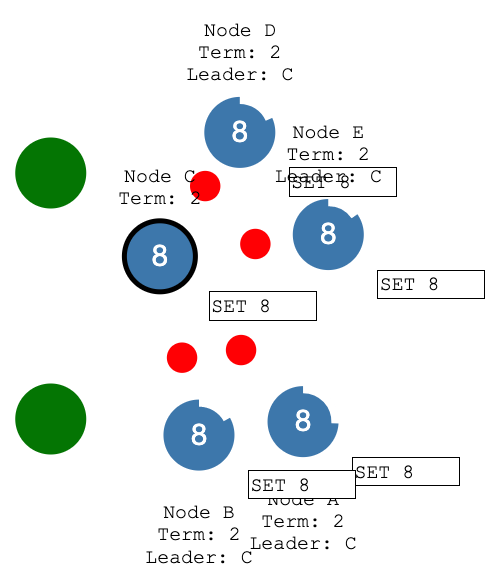 Node D
Term: 2
Leader: C
8
Node E
Term: 2
Leader: C
SET 8
Node C
Term: 2
8
8
SET 8
SET 8
8
8
SET 8
SET 8
Node A
Term: 2
Leader: C
Node B
Term: 2
Leader: C